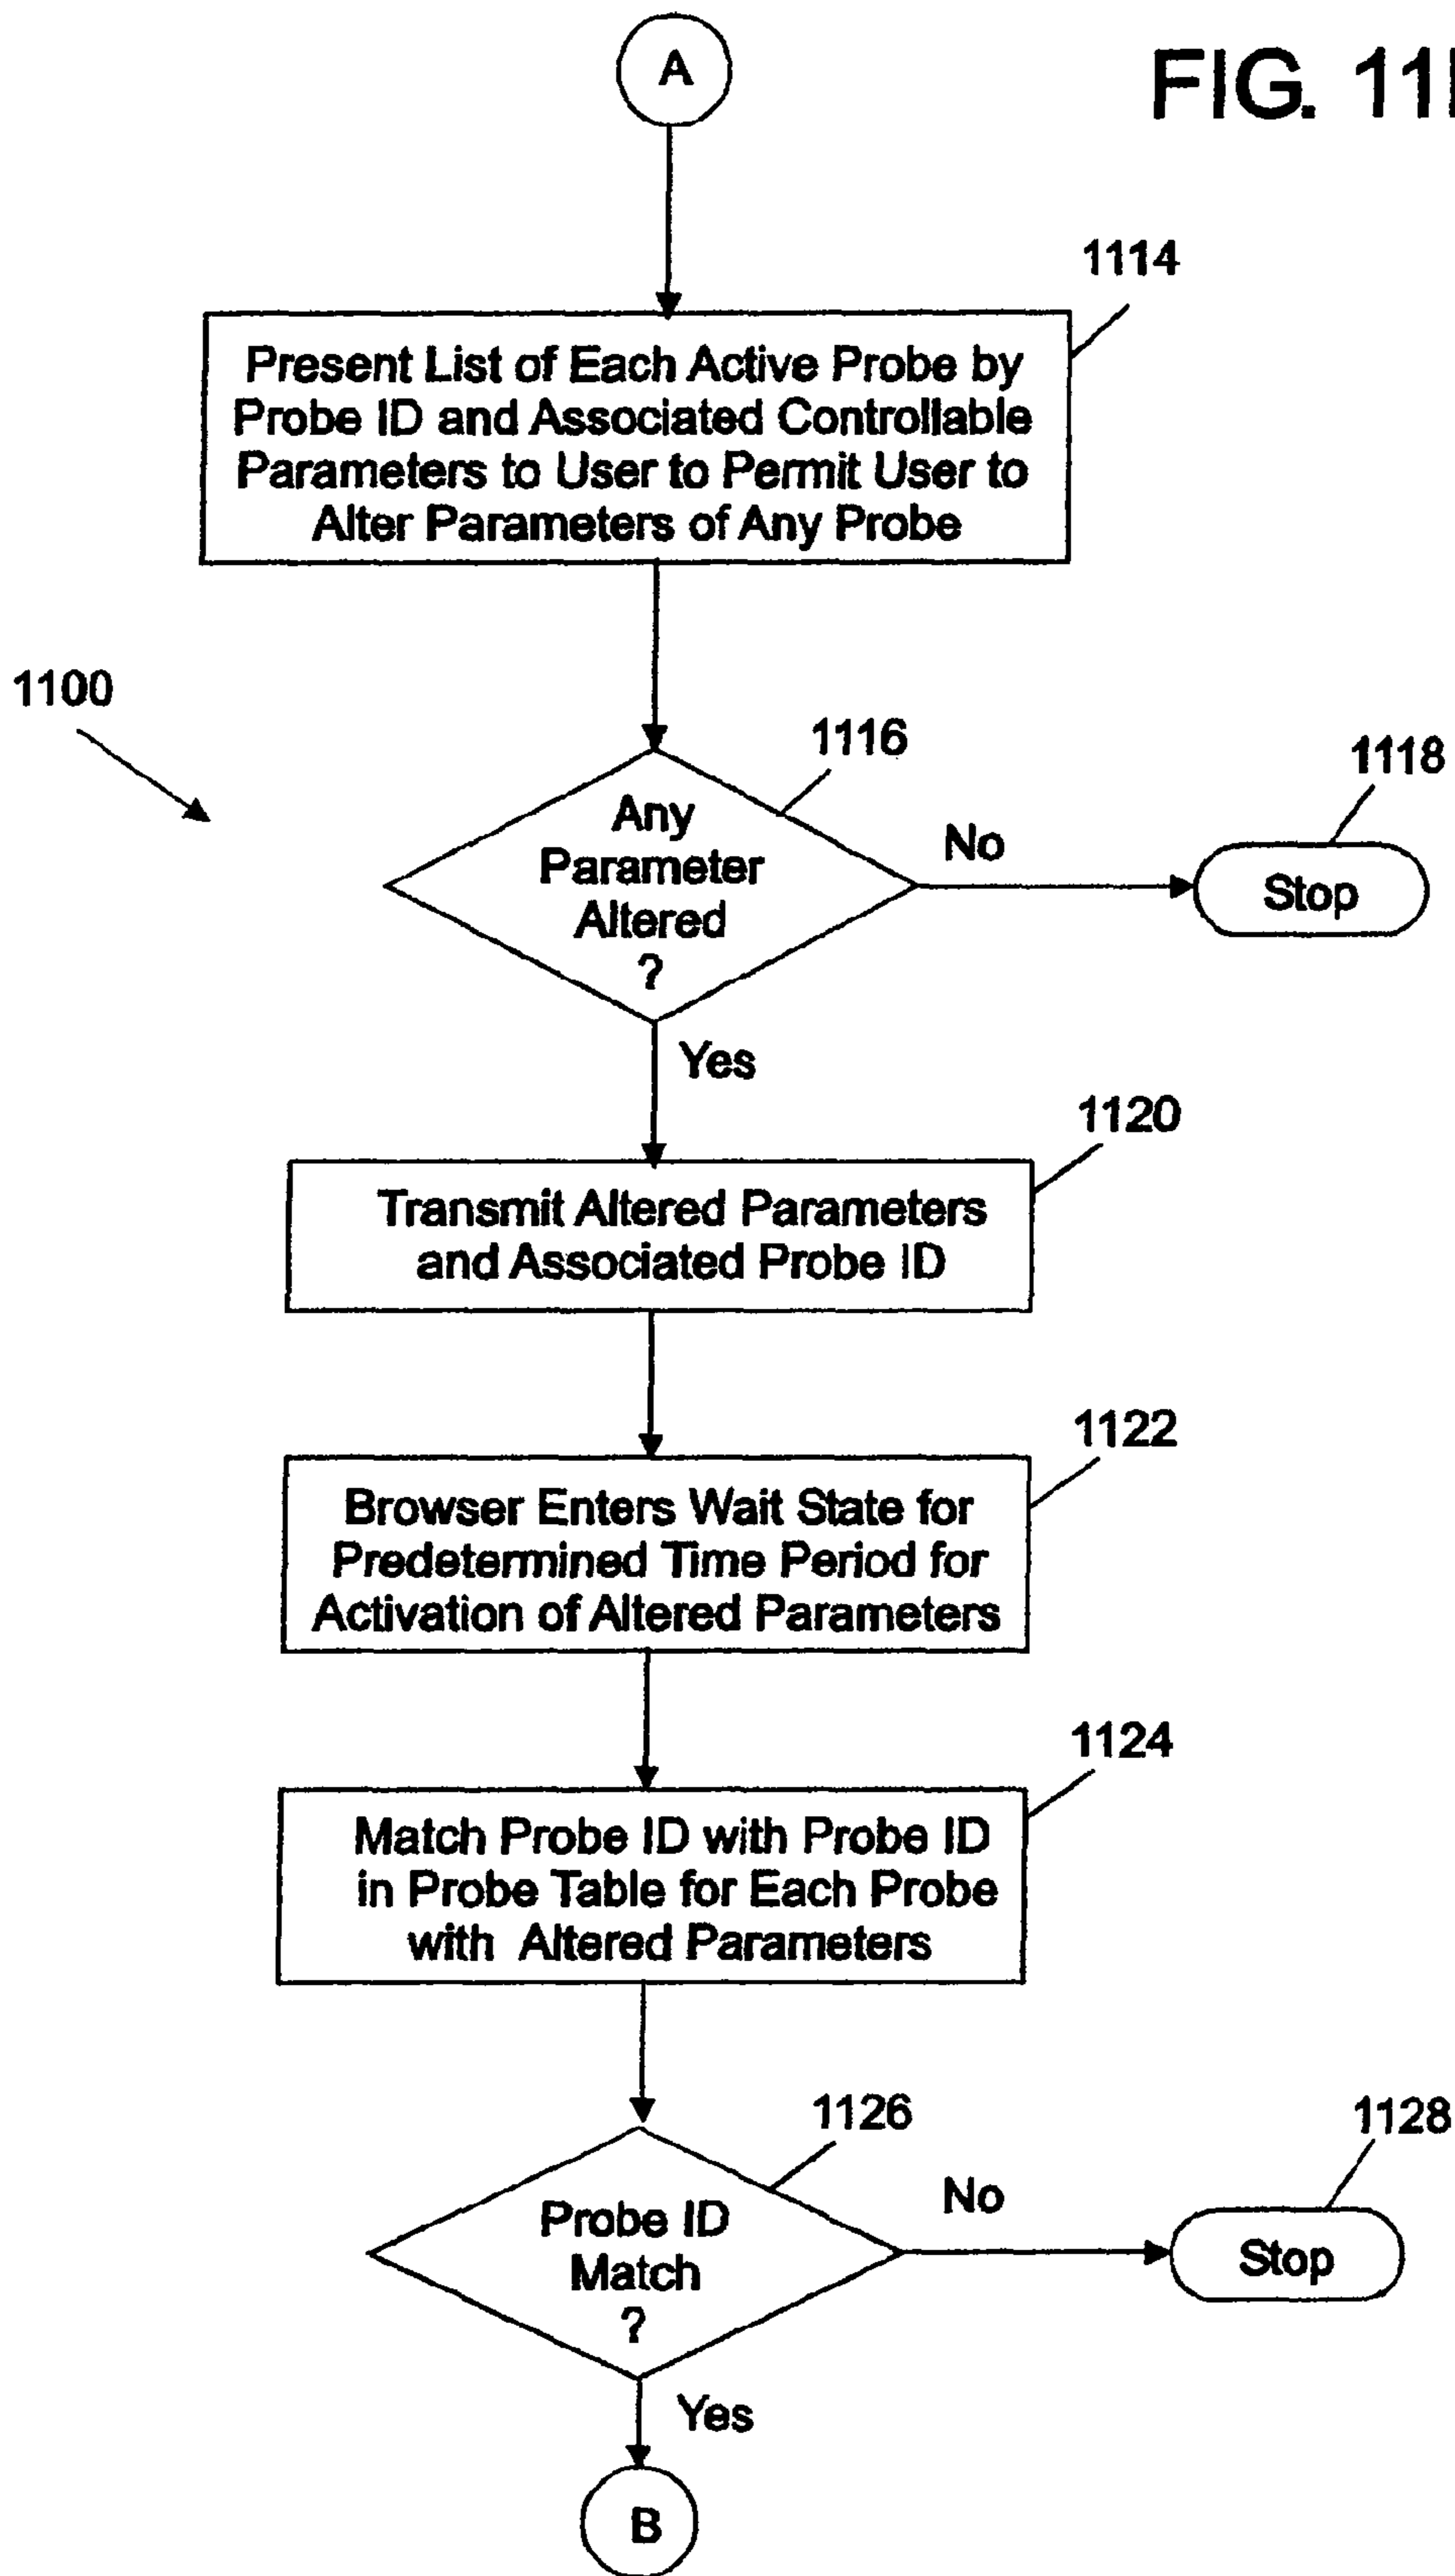 A
FIG. 11
1114
Present List of Each Active Probe by
Probe ID and Associated Controllable
Parameters to User to Permit User to
Alter Parameters of Any Probe
1100
1116
1118
Any
Parameter
Altered
?
No
Stop
Yes
1120
Transmit Altered Parameters
and Associated Probe ID
1122
Browser Enters Wait State for
Predetermined Time Period for
Activation of Altered Parameters
1124
Match Probe ID with Probe ID
in Probe Table for Each Probe
with Altered Parameters
1126
1128
Probe ID
Match
?
No
Stop
Yes
B